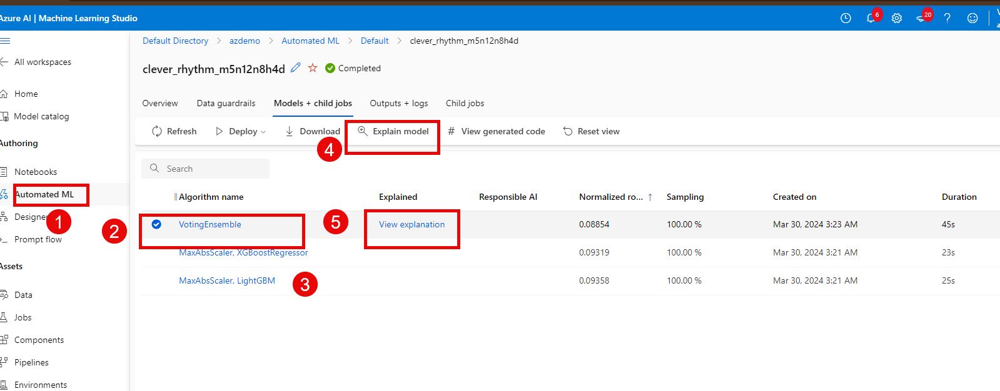 Azure AI | Machine Learning Studio
6
20
Default Directory > azdemo > Automated ML > Default > clever_rhythm_m5n12n8h4d
All workspaces
clever_rhythm_m5n12n8h4d Completed
Home
Model catalog
Overview Data guardrails Models + child jobs Outputs + logs Child jobs
Refresh Deploy Download Explain model # View generated code Reset view
4
Authoring
Notebooks
Automated ML
1
Designer
Prompt flow
Assets
Data
Jobs
Components
Pipelines
Environments
Search
Algorithm name Explained Responsible AI Normalized ro... ↑ Sampling Created on Duration
2
VotingEnsemble 5 View explanation 0.08854 100.00 % Mar 30, 2024 3:23 AM 45s
MaxAbsScaler, XGBoostRegressor 0.09319 100.00 % Mar 30, 2024 3:21 AM 23s
MaxAbsScaler, LightGBM 3 0.09358 100.00 % Mar 30, 2024 3:21 AM 25s